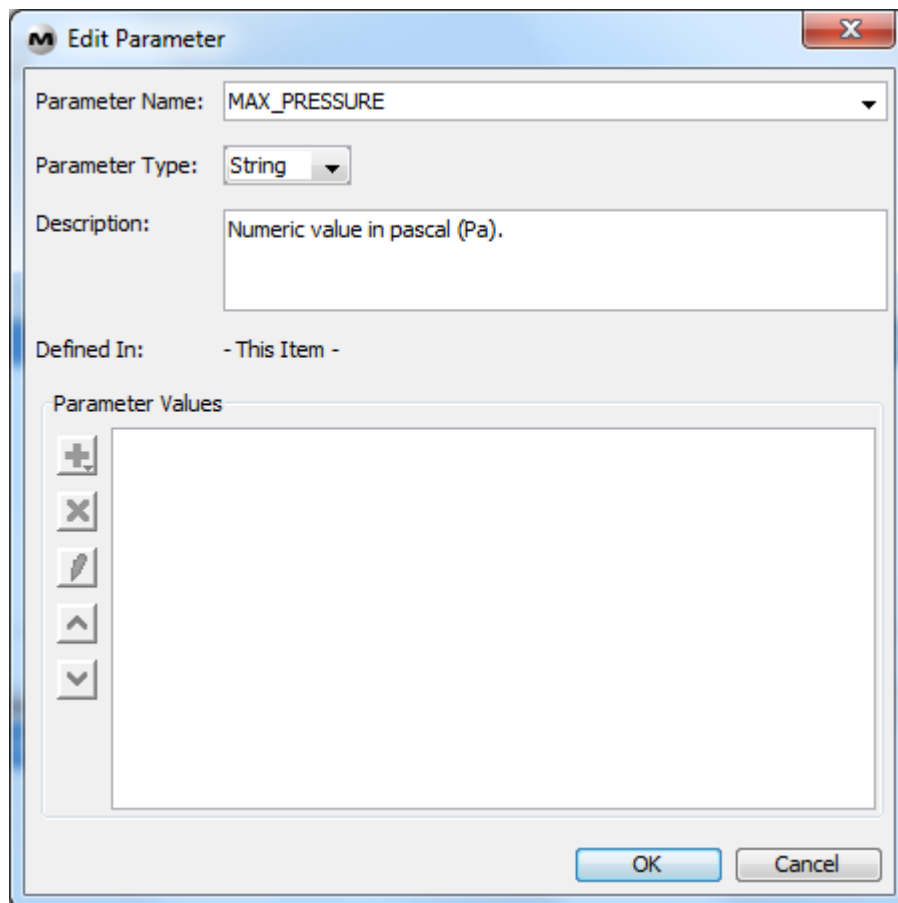 Edit Parameter
Parameter Name: MAX_PRESSURE
Parameter Type: String
Description: Numeric value in pascal (Pa).
Defined In: - This Item -
Parameter Values
OK Cancel